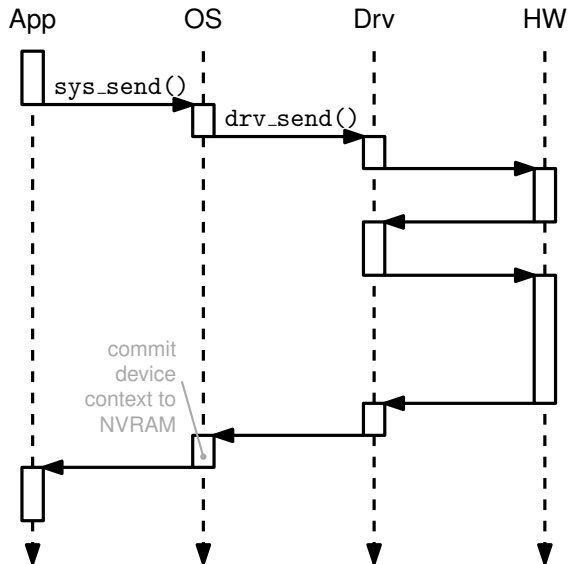 App OS Drv HW
sys_send()
drv_send()
commit
device
context to
NVRAM